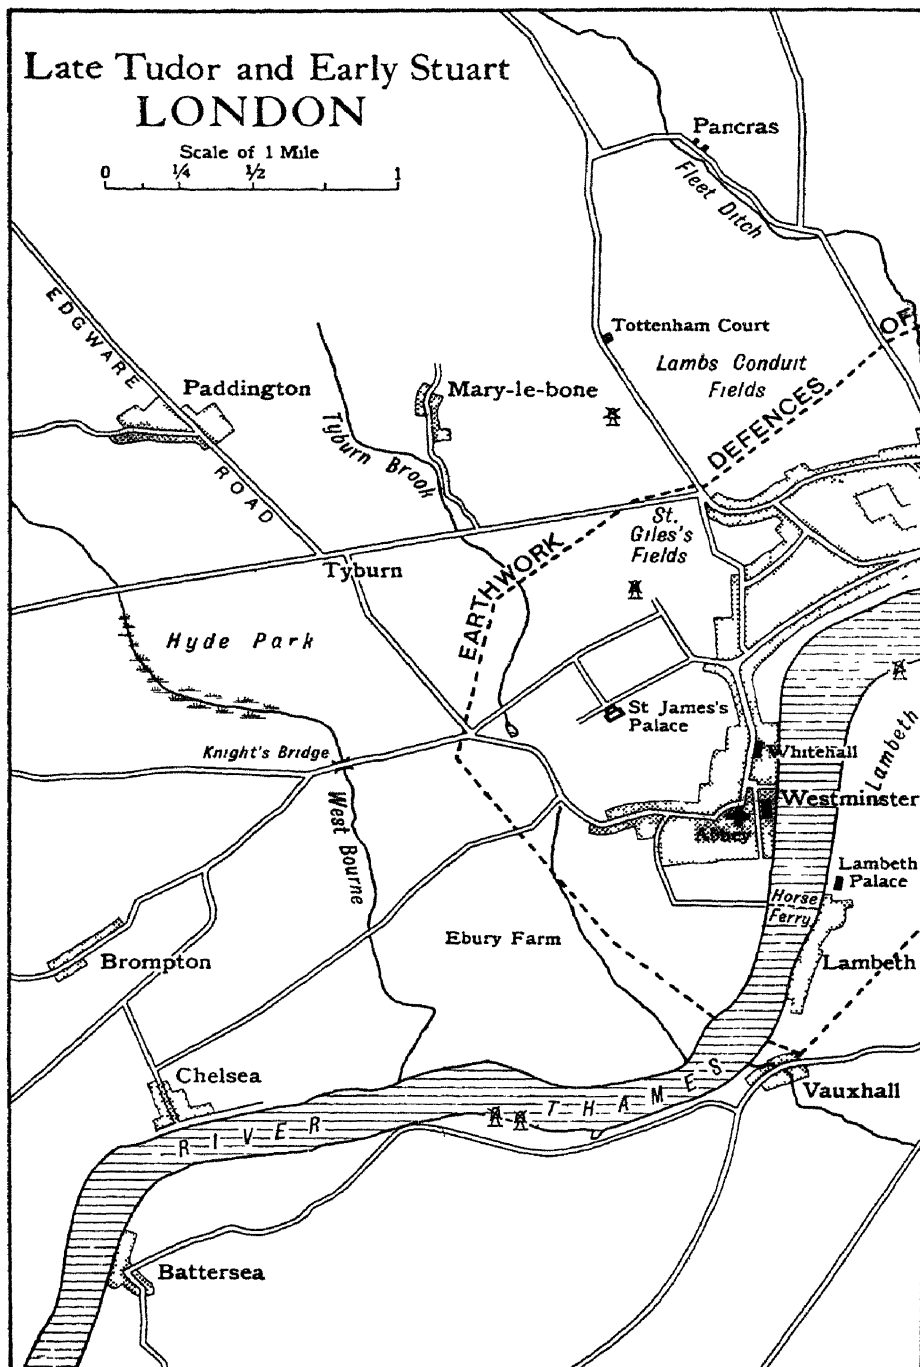 Late Tudor and Early Stuart
LONDON
Scale of 1 Mile
0 ¼ ½ 1
Pancras
Fleet Ditch
EDGWARE ROAD
Tottenham Court
OF
Lambs Conduit
Fields
Paddington
Mary-le-bone
DEFENCES
Tyburn Brook
St.
Giles's
Fields
EARTHWORK
Tyburn
Hyde Park
St James's
Palace
Knight's Bridge
Whitehall
Lambeth
West Bourne
Westminster
Abbey
Lambeth
Palace
Horse
Ferry
Ebury Farm
Brompton
Lambeth
Chelsea
Vauxhall
RIVER THAMES
Battersea